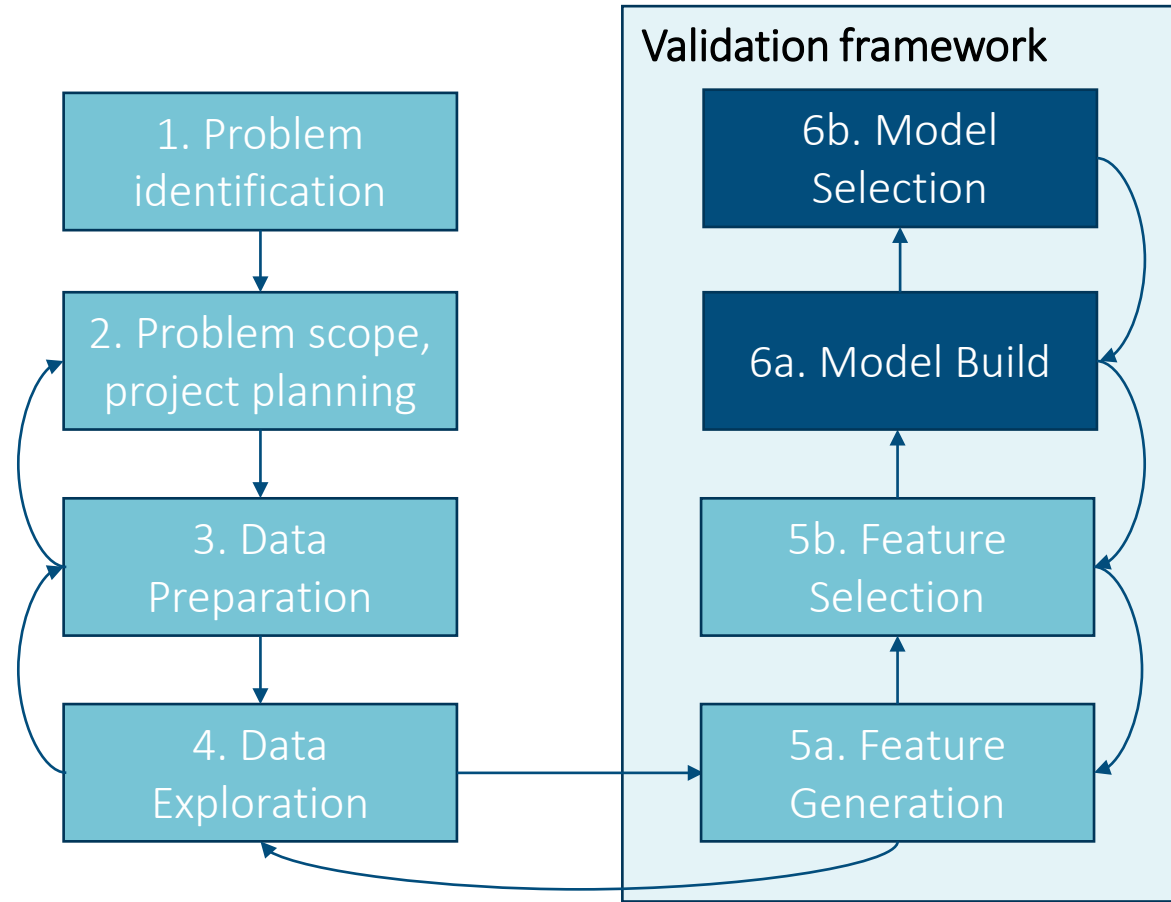 Validation framework
1. Problem
identification
2. Problem scope,
project planning
3. Data
Preparation
4. Data
Exploration
6b. Model
Selection
6a. Model Build
5b. Feature
Selection
5a. Feature
Generation